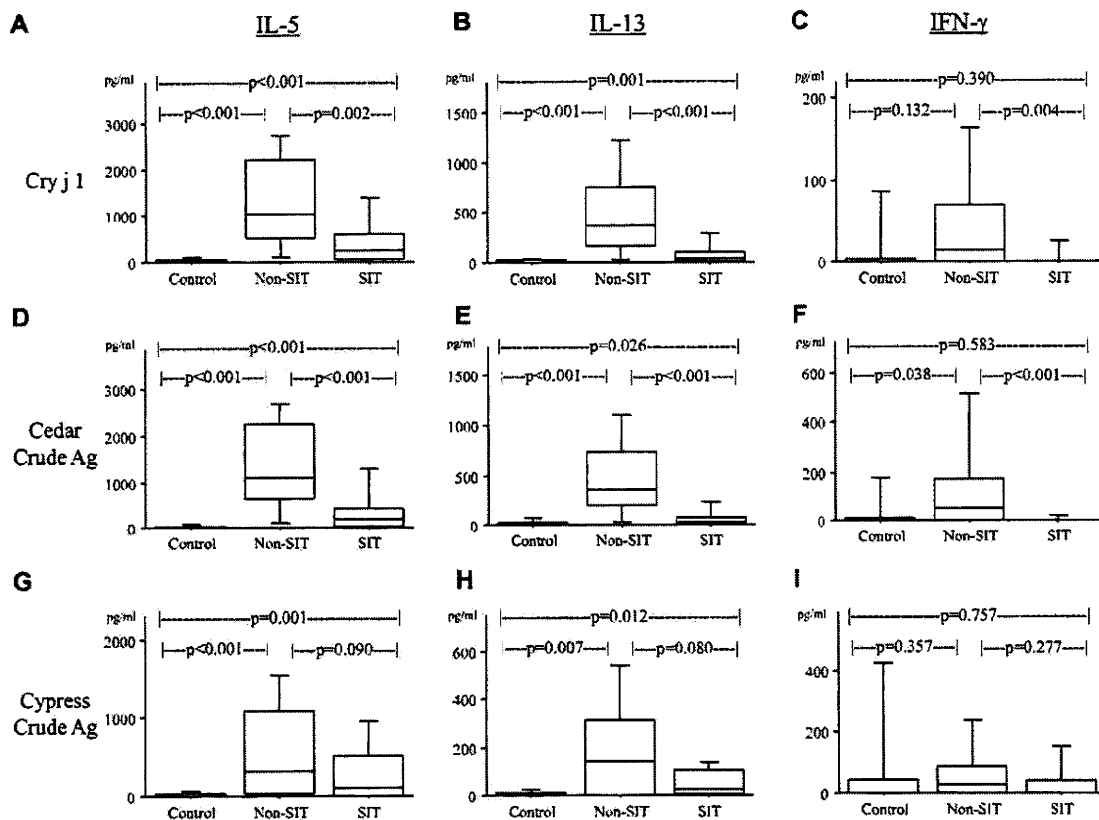 A IL-5 B IL-13 C IFN-γ
pg/ml pg/ml pg/ml
p<0.001 p=0.001 p=0.390
p<0.001 p=0.002 p<0.001 p<0.001 p=0.132 p=0.004
Cry j 1
3000 2000 1000 0
1500 1000 500 0
200 100 0
Control Non-SIT SIT Control Non-SIT SIT Control Non-SIT SIT
D E F
pg/ml pg/ml pg/ml
p<0.001 p=0.026 p=0.583
p<0.001 p<0.001 p<0.001 p<0.001 p=0.038 p<0.001
Cedar
Crude Ag
4000 3000 2000 1000 0
1500 1000 500 0
600 400 200 0
Control Non-SIT SIT Control Non-SIT SIT Control Non-SIT SIT
G H I
pg/ml pg/ml pg/ml
p=0.001 p=0.012 p=0.757
p<0.001 p=0.090 p=0.007 p=0.080 p=0.357 p=0.277
Cypress
Crude Ag
2000 1000 0
600 400 200 0
400 200 0
Control Non-SIT SIT Control Non-SIT SIT Control Non-SIT SIT